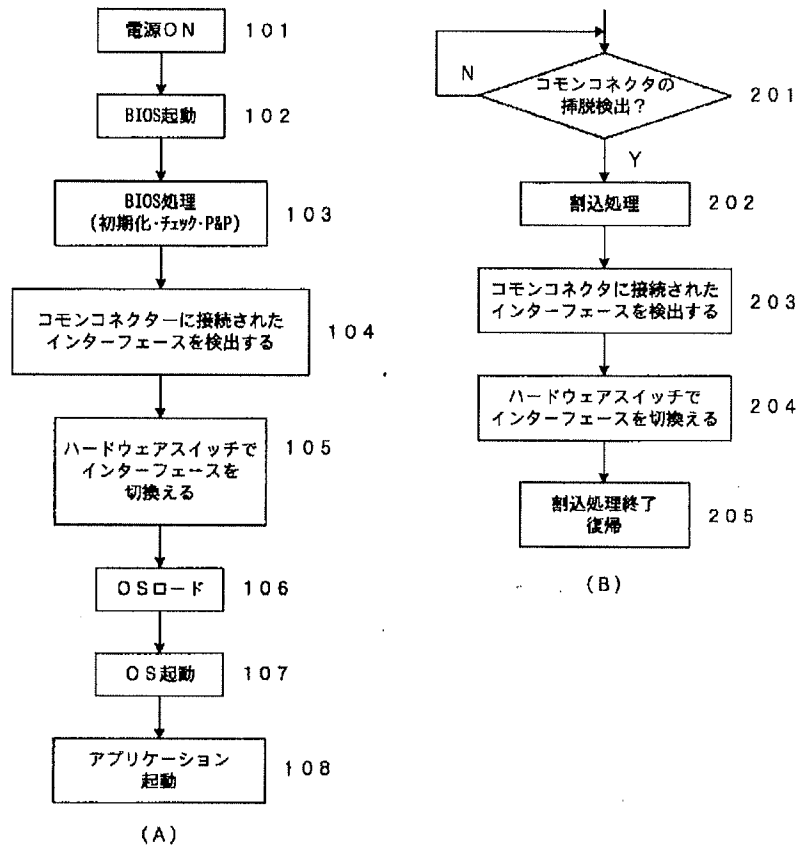 電源ON 101
BIOS起動 102
BIOS処理
(初期化・チェック・P&P) 103
コモンコネクターに接続された
インターフェースを検出する 104
ハードウェアスイッチで
インターフェースを
切換える 105
OSロード 106
OS起動 107
アプリケーション
起動 108
(A)
N
コモンコネクタの
挿脱検出? 201
Y
割込処理 202
コモンコネクタに接続された
インターフェースを検出する 203
ハードウェアスイッチで
インターフェースを切換える 204
割込処理終了
復帰 205
(B)